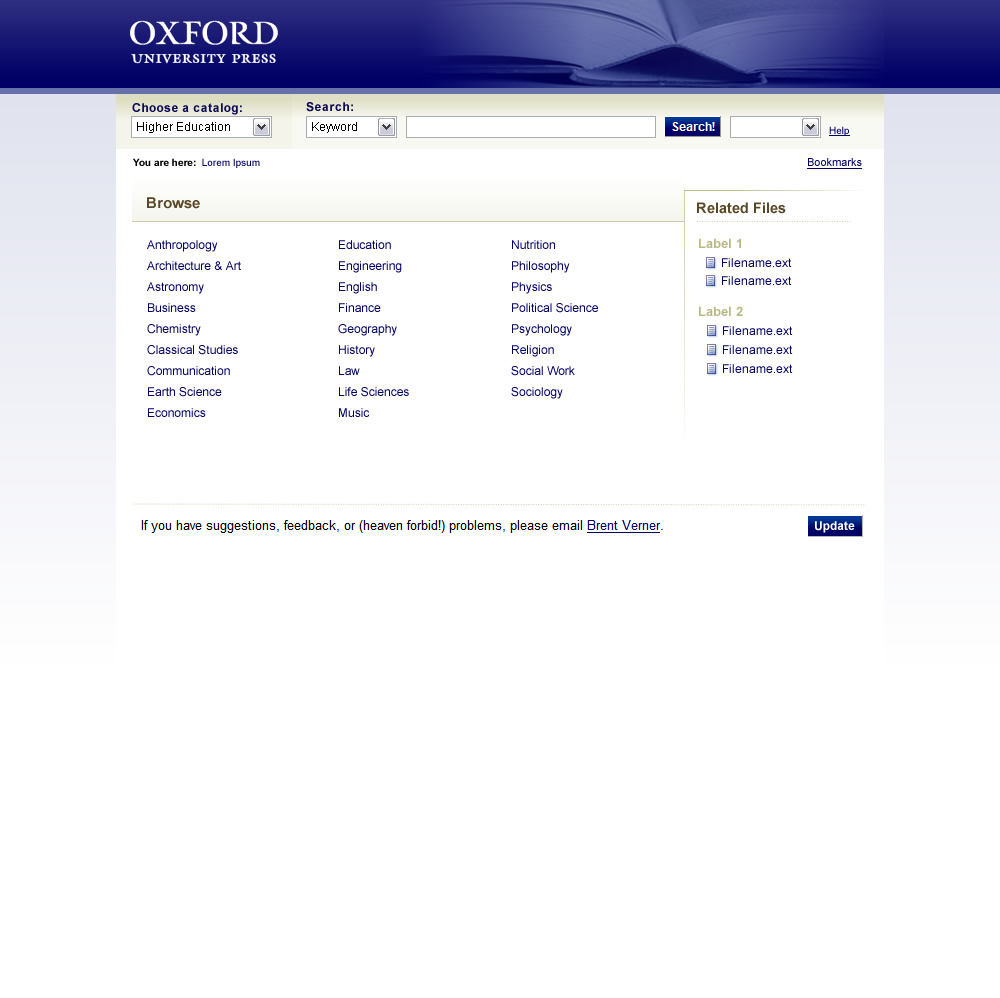 OXFORD
UNIVERSITY PRESS
Choose a catalog:
Higher Education
Search:
Keyword
Search!
Help
You are here: Lorem Ipsum
Bookmarks
Browse
Anthropology
Architecture & Art
Astronomy
Business
Chemistry
Classical Studies
Communication
Earth Science
Economics
Education
Engineering
English
Finance
Geography
History
Law
Life Sciences
Music
Nutrition
Philosophy
Physics
Political Science
Psychology
Religion
Social Work
Sociology
Related Files
Label 1
Filename.ext
Filename.ext
Label 2
Filename.ext
Filename.ext
Filename.ext
If you have suggestions, feedback, or (heaven forbid!) problems, please email Brent Verner.
Update